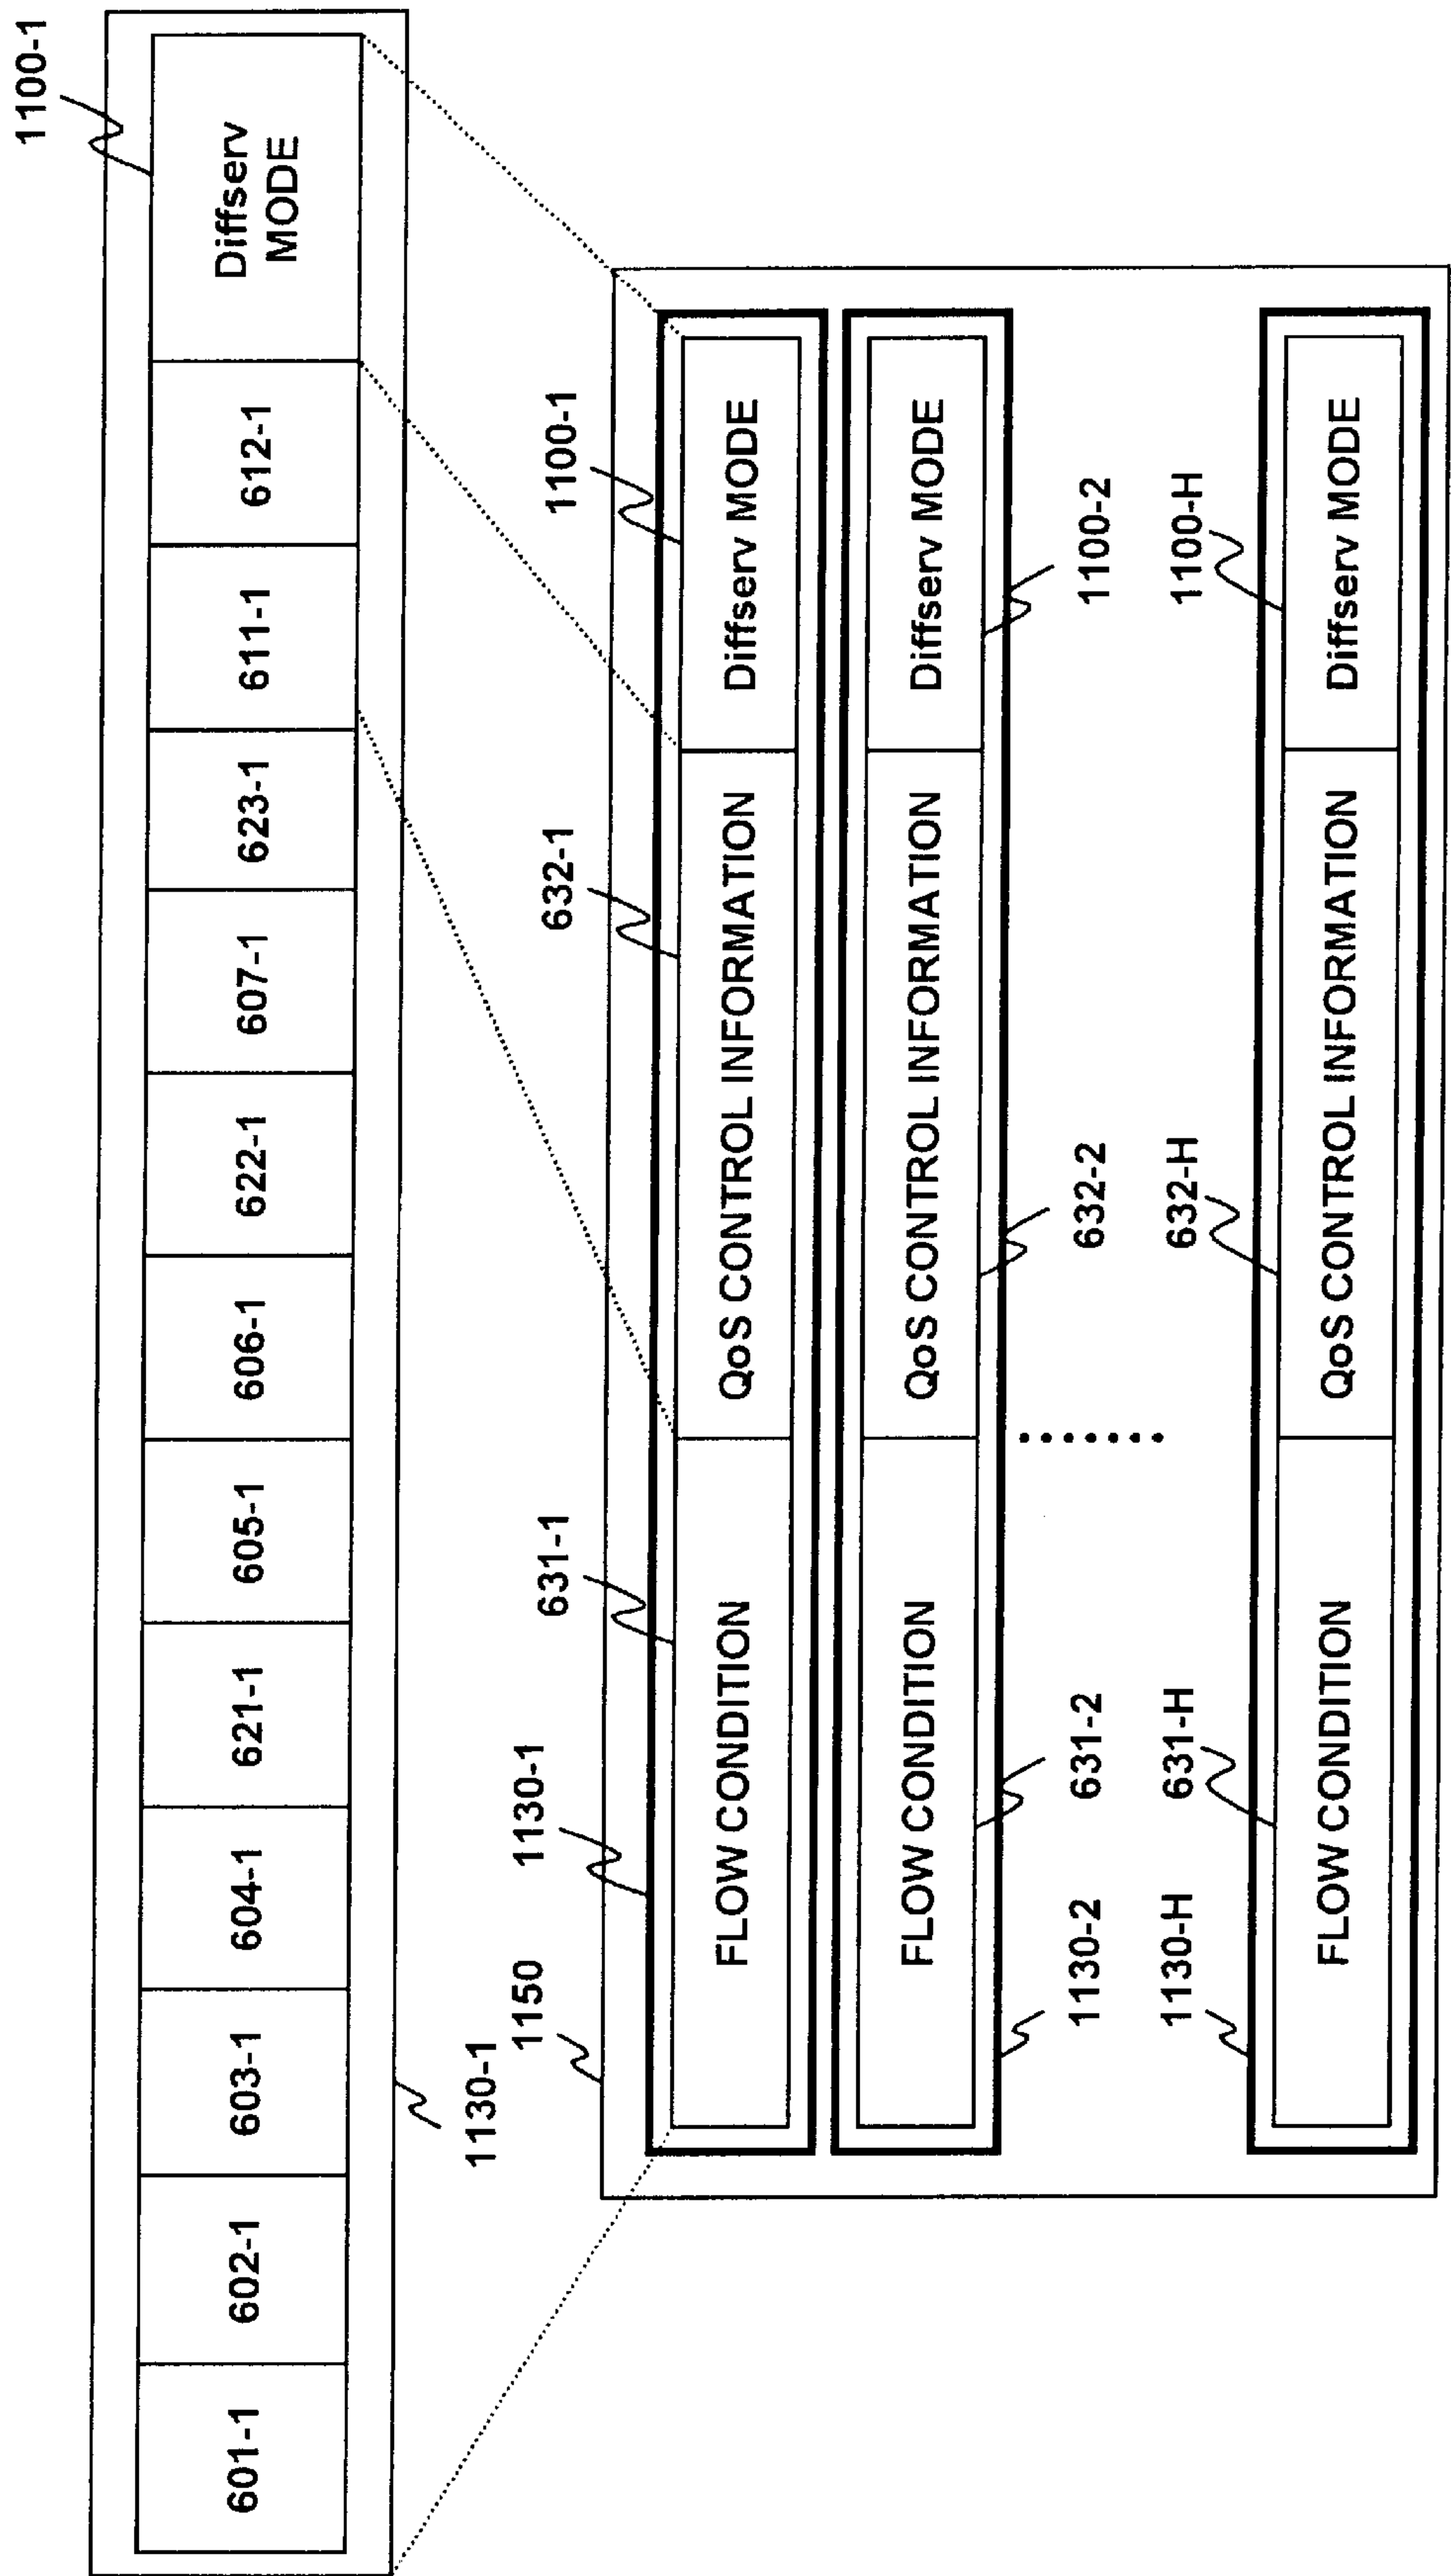 1100-1
601-1 602-1 603-1 604-1 621-1 605-1 606-1 622-1 607-1 623-1 611-1 612-1 Diffserv
MODE
1130-1
1150 1130-1 631-1 632-1 1100-1
FLOW CONDITION QoS CONTROL INFORMATION Diffserv MODE
FLOW CONDITION QoS CONTROL INFORMATION Diffserv MODE
1130-2 631-2 632-2 1100-2
1130-H 631-H 632-H 1100-H
FLOW CONDITION QoS CONTROL INFORMATION Diffserv MODE